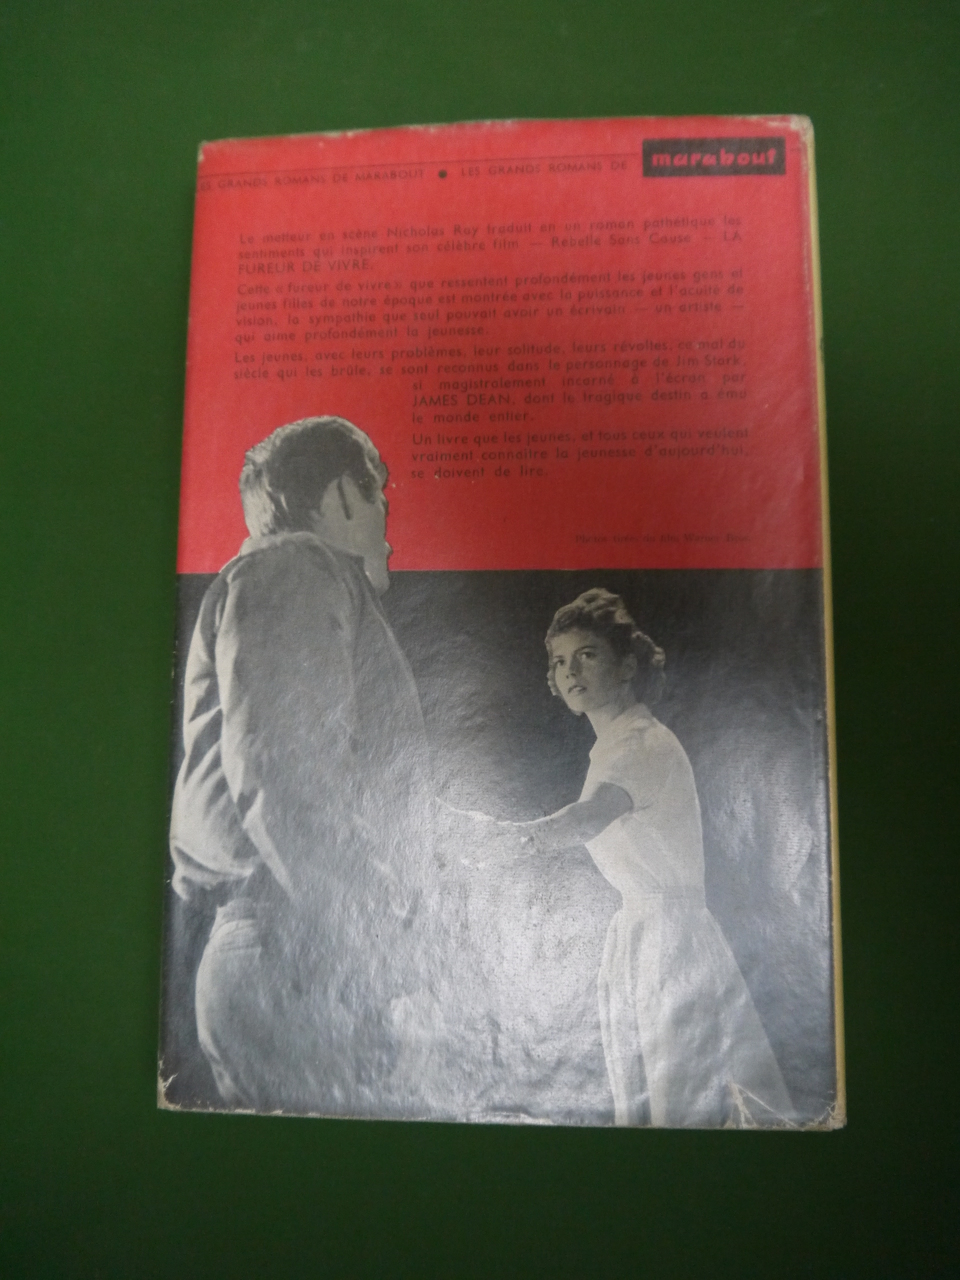 LES GRANDS ROMANS DE MARABOUT ● LES GRANDS ROMANS DE marabout
Le metteur en scène Nicholas Ray traduit en un roman pathétique les
sentiments qui inspirent son célèbre film — Rebelle Sans Cause — LA
FUREUR DE VIVRE.
Cette « fureur de vivre » que ressentent profondément les jeunes gens et
jeunes filles de notre époque est montrée avec la puissance et l'acuité de
vision, la sympathie que seul pouvait avoir un écrivain — un artiste —
qui aime profondément la jeunesse.
Les jeunes, avec leurs problèmes, leur solitude, leurs révoltes, ce mal du
siècle qui les brûle, se sont reconnus dans le personnage de Jim Stark,
si magistralement incarné à l'écran par
JAMES DEAN, dont le tragique destin a ému
le monde entier.
Un livre que les jeunes, et tous ceux qui veulent
vraiment connaître la jeunesse d'aujourd'hui,
se doivent de lire.
film Warner Bros